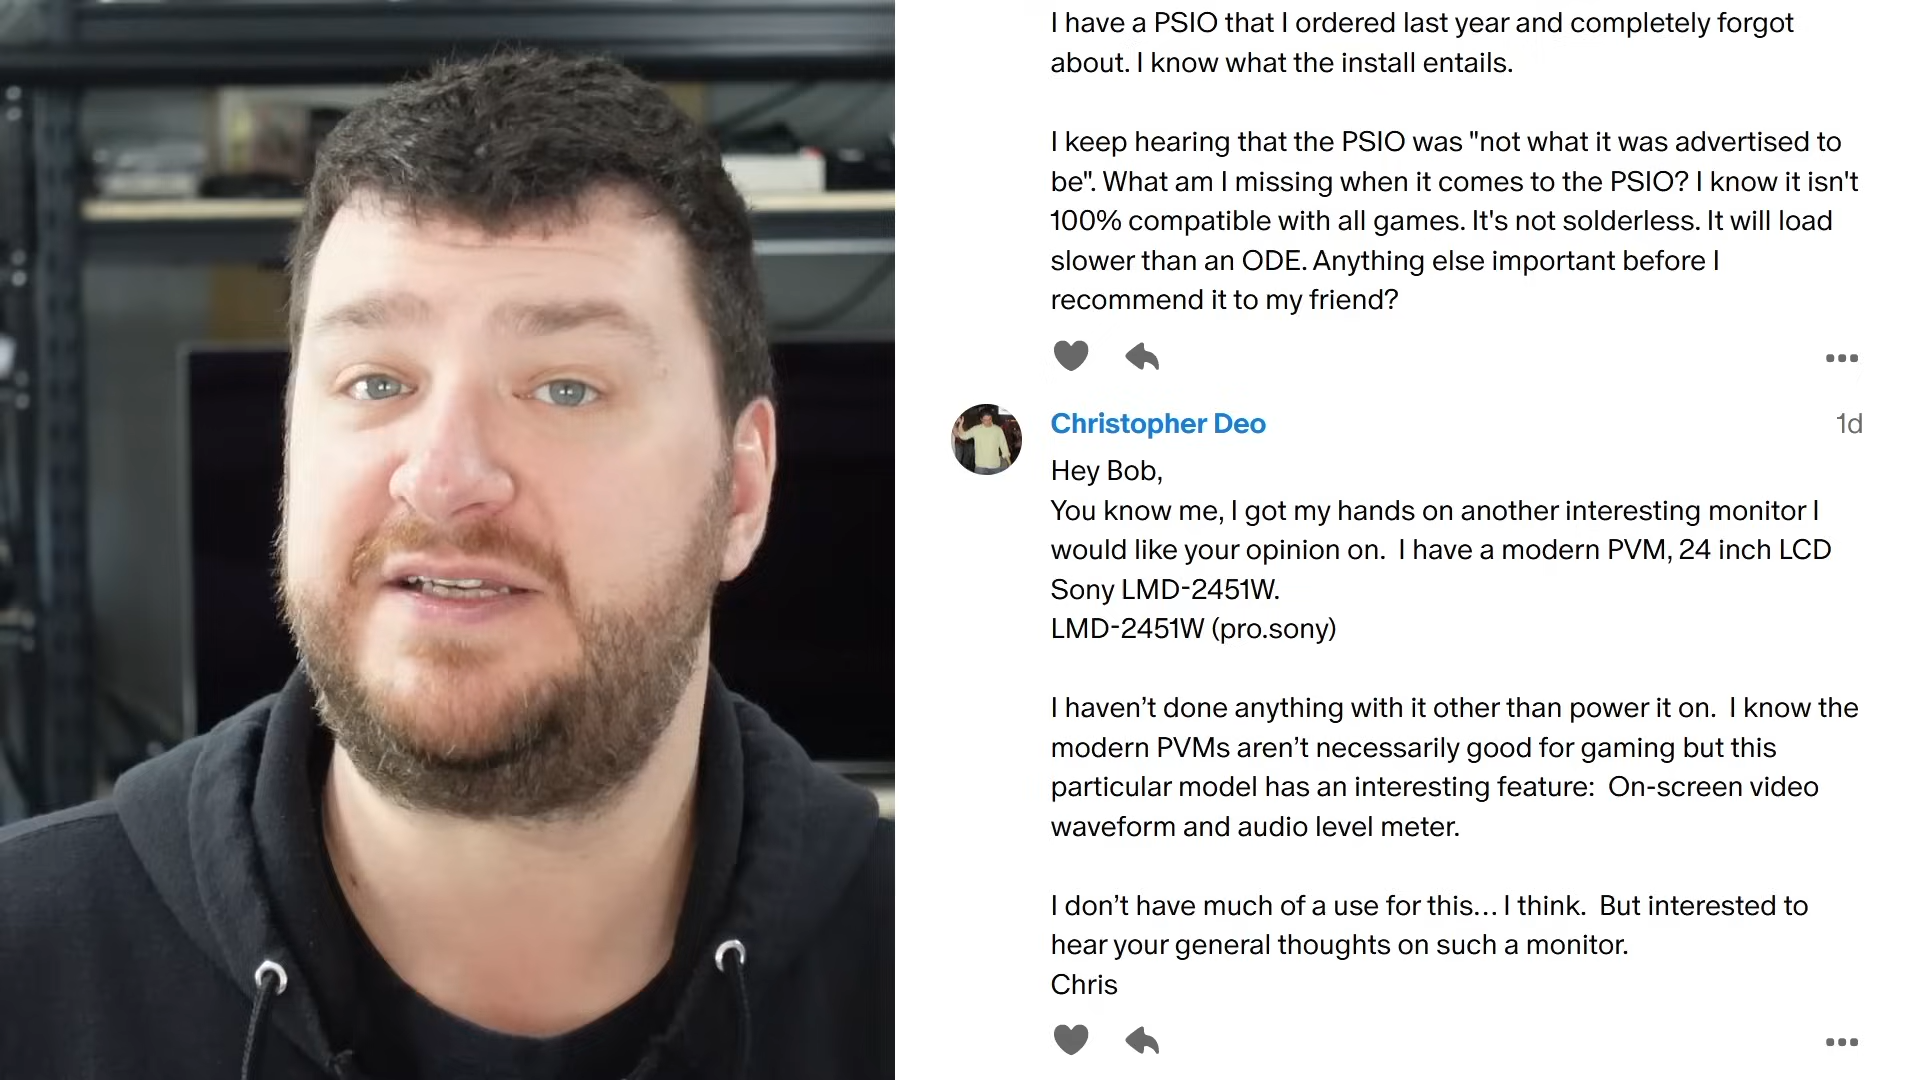 I have a PSIO that I ordered last year and completely forgot
about. I know what the install entails.
I keep hearing that the PSIO was "not what it was advertised to
be". What am I missing when it comes to the PSIO? I know it isn't
100% compatible with all games. It's not solderless. It will load
slower than an ODE. Anything else important before I
recommend it to my friend?
Christopher Deo
1d
Hey Bob,
You know me, I got my hands on another interesting monitor I
would like your opinion on.  I have a modern PVM, 24 inch LCD
Sony LMD-2451W.
LMD-2451W (pro.sony)
I haven’t done anything with it other than power it on.  I know the
modern PVMs aren’t necessarily good for gaming but this
particular model has an interesting feature:  On-screen video
waveform and audio level meter.
I don’t have much of a use for this… I think.  But interested to
hear your general thoughts on such a monitor.
Chris